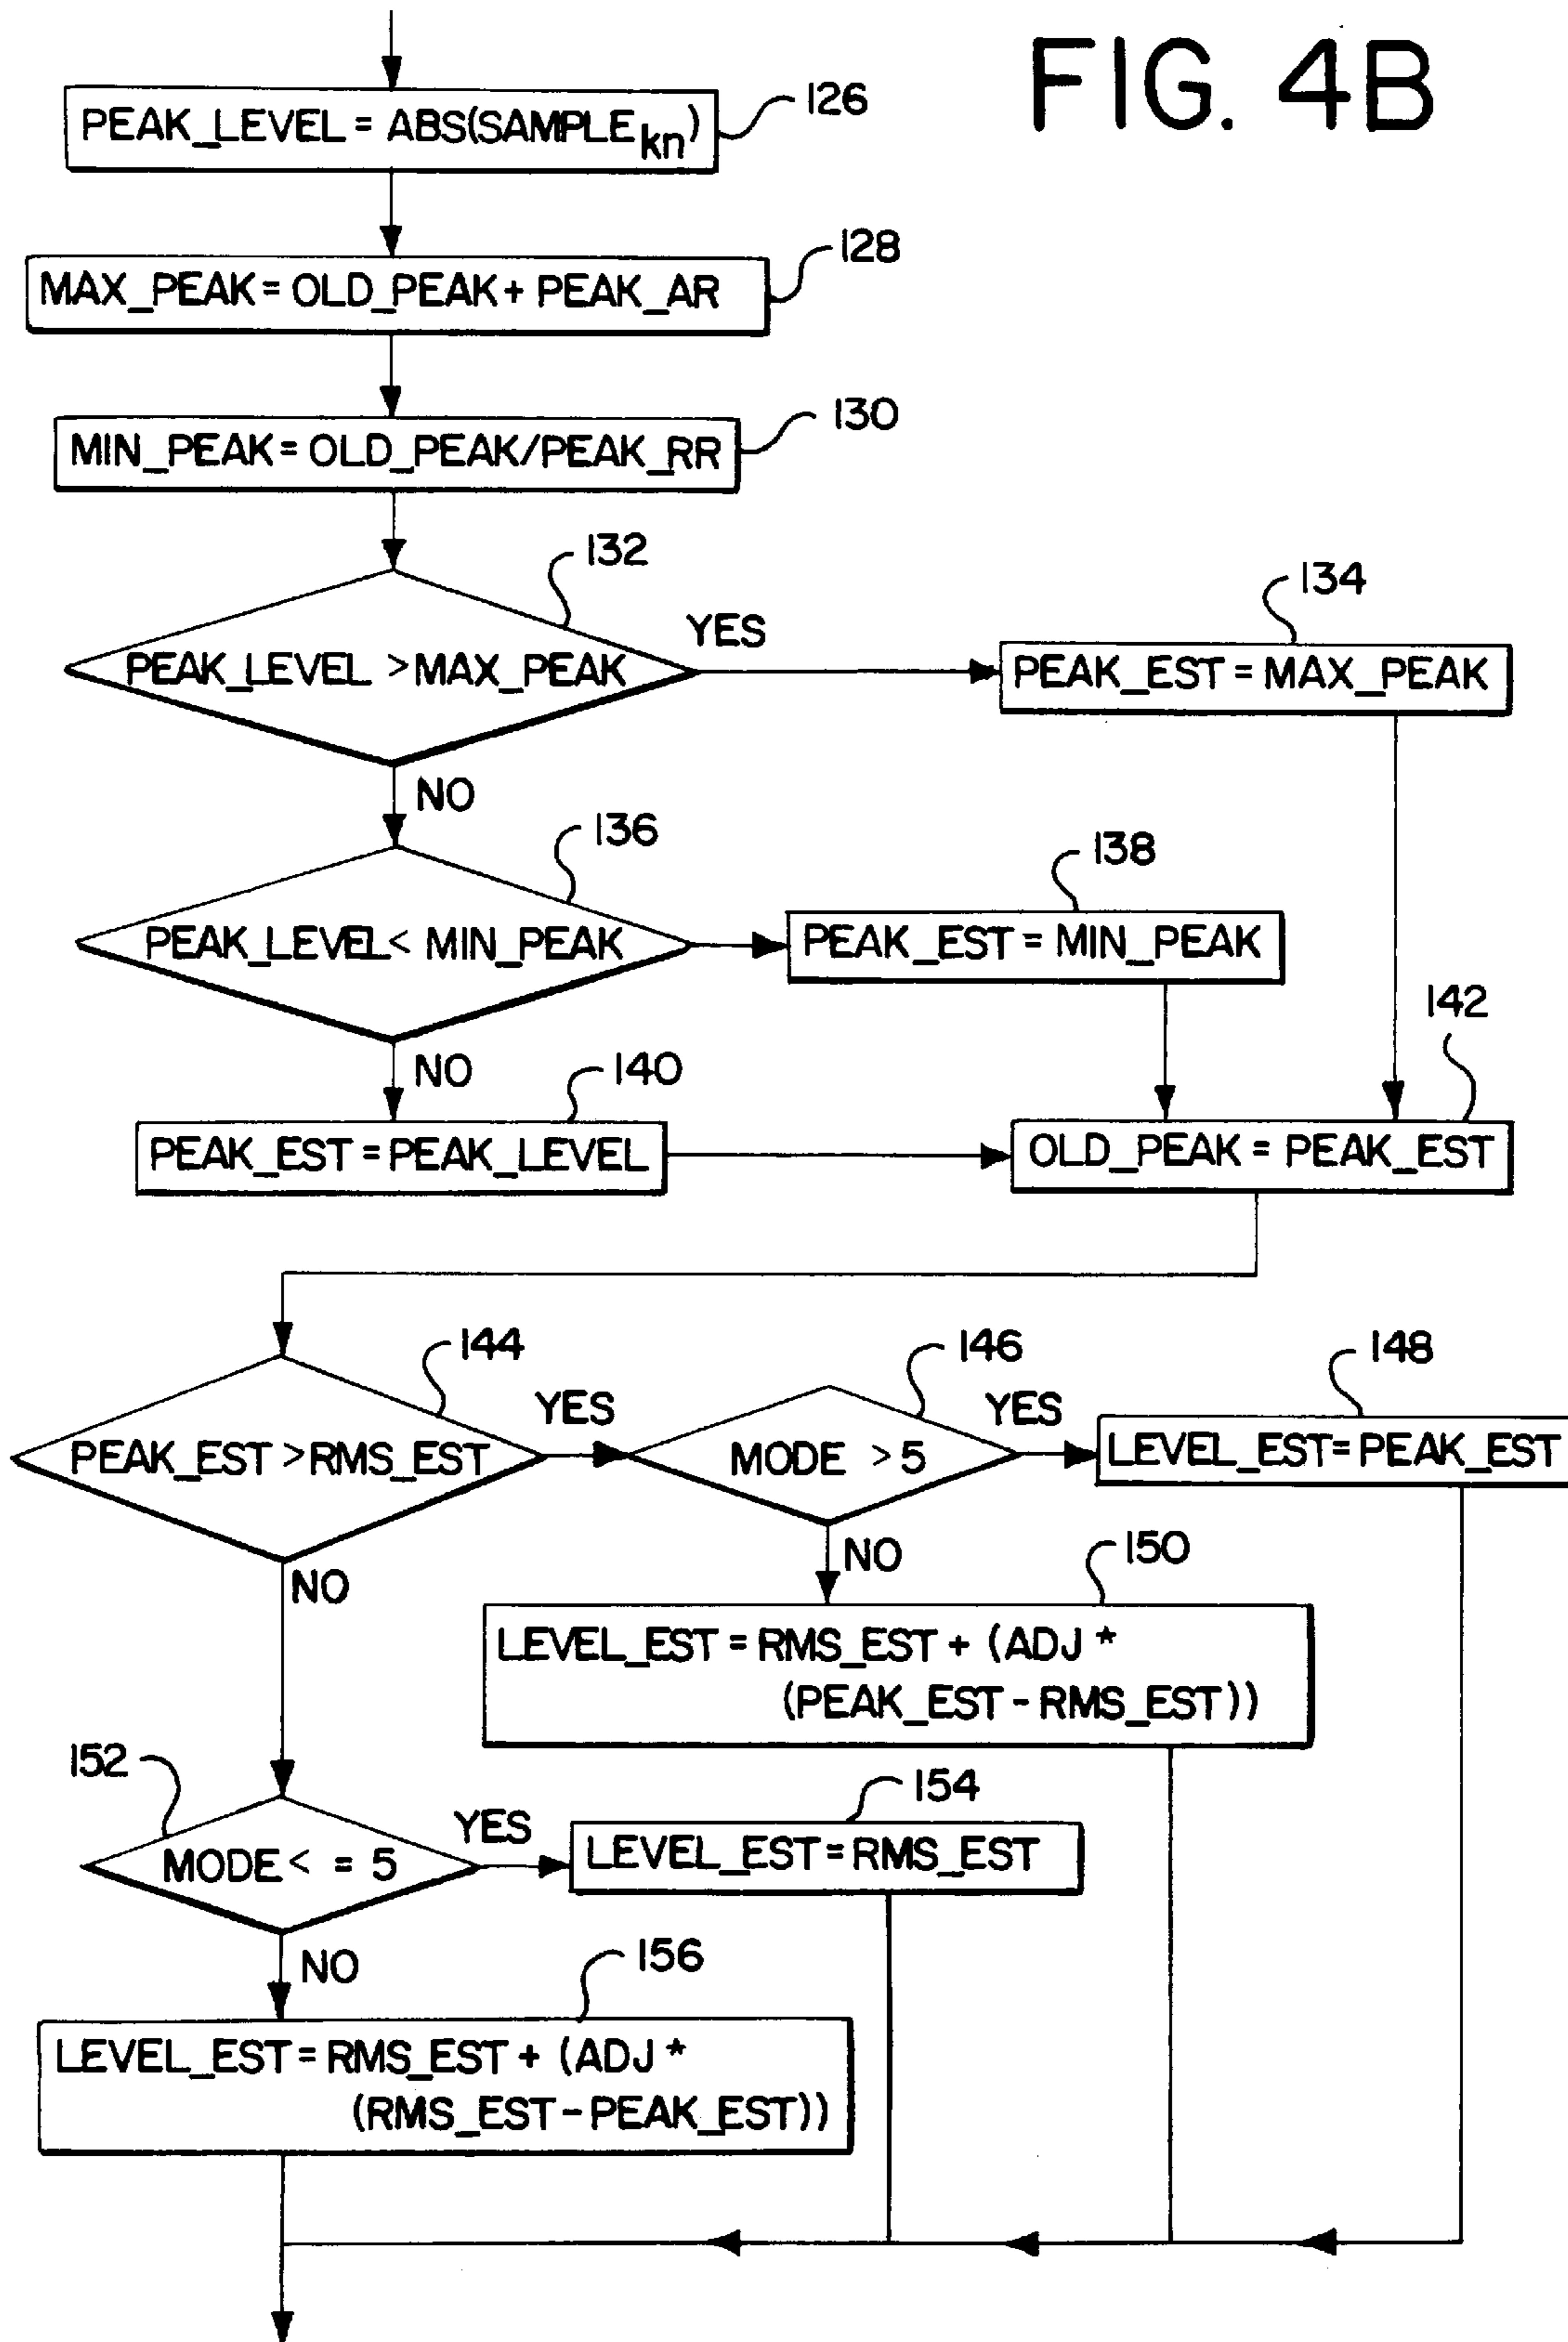 FIG. 4B
126
PEAK_LEVEL = ABS(SAMPLEkn)
128
MAX_PEAK = OLD_PEAK + PEAK_AR
130
MIN_PEAK = OLD_PEAK/PEAK_RR
132
PEAK_LEVEL > MAX_PEAK
YES
134
PEAK_EST = MAX_PEAK
NO
136
PEAK_LEVEL < MIN_PEAK
138
PEAK_EST = MIN_PEAK
NO
140
PEAK_EST = PEAK_LEVEL
142
OLD_PEAK = PEAK_EST
144
PEAK_EST > RMS_EST
YES
146
MODE > 5
YES
148
LEVEL_EST = PEAK_EST
NO
150
LEVEL_EST = RMS_EST + (ADJ *
(PEAK_EST - RMS_EST))
NO
152
MODE < = 5
YES
154
LEVEL_EST = RMS_EST
NO
156
LEVEL_EST = RMS_EST + (ADJ *
(RMS_EST - PEAK_EST))